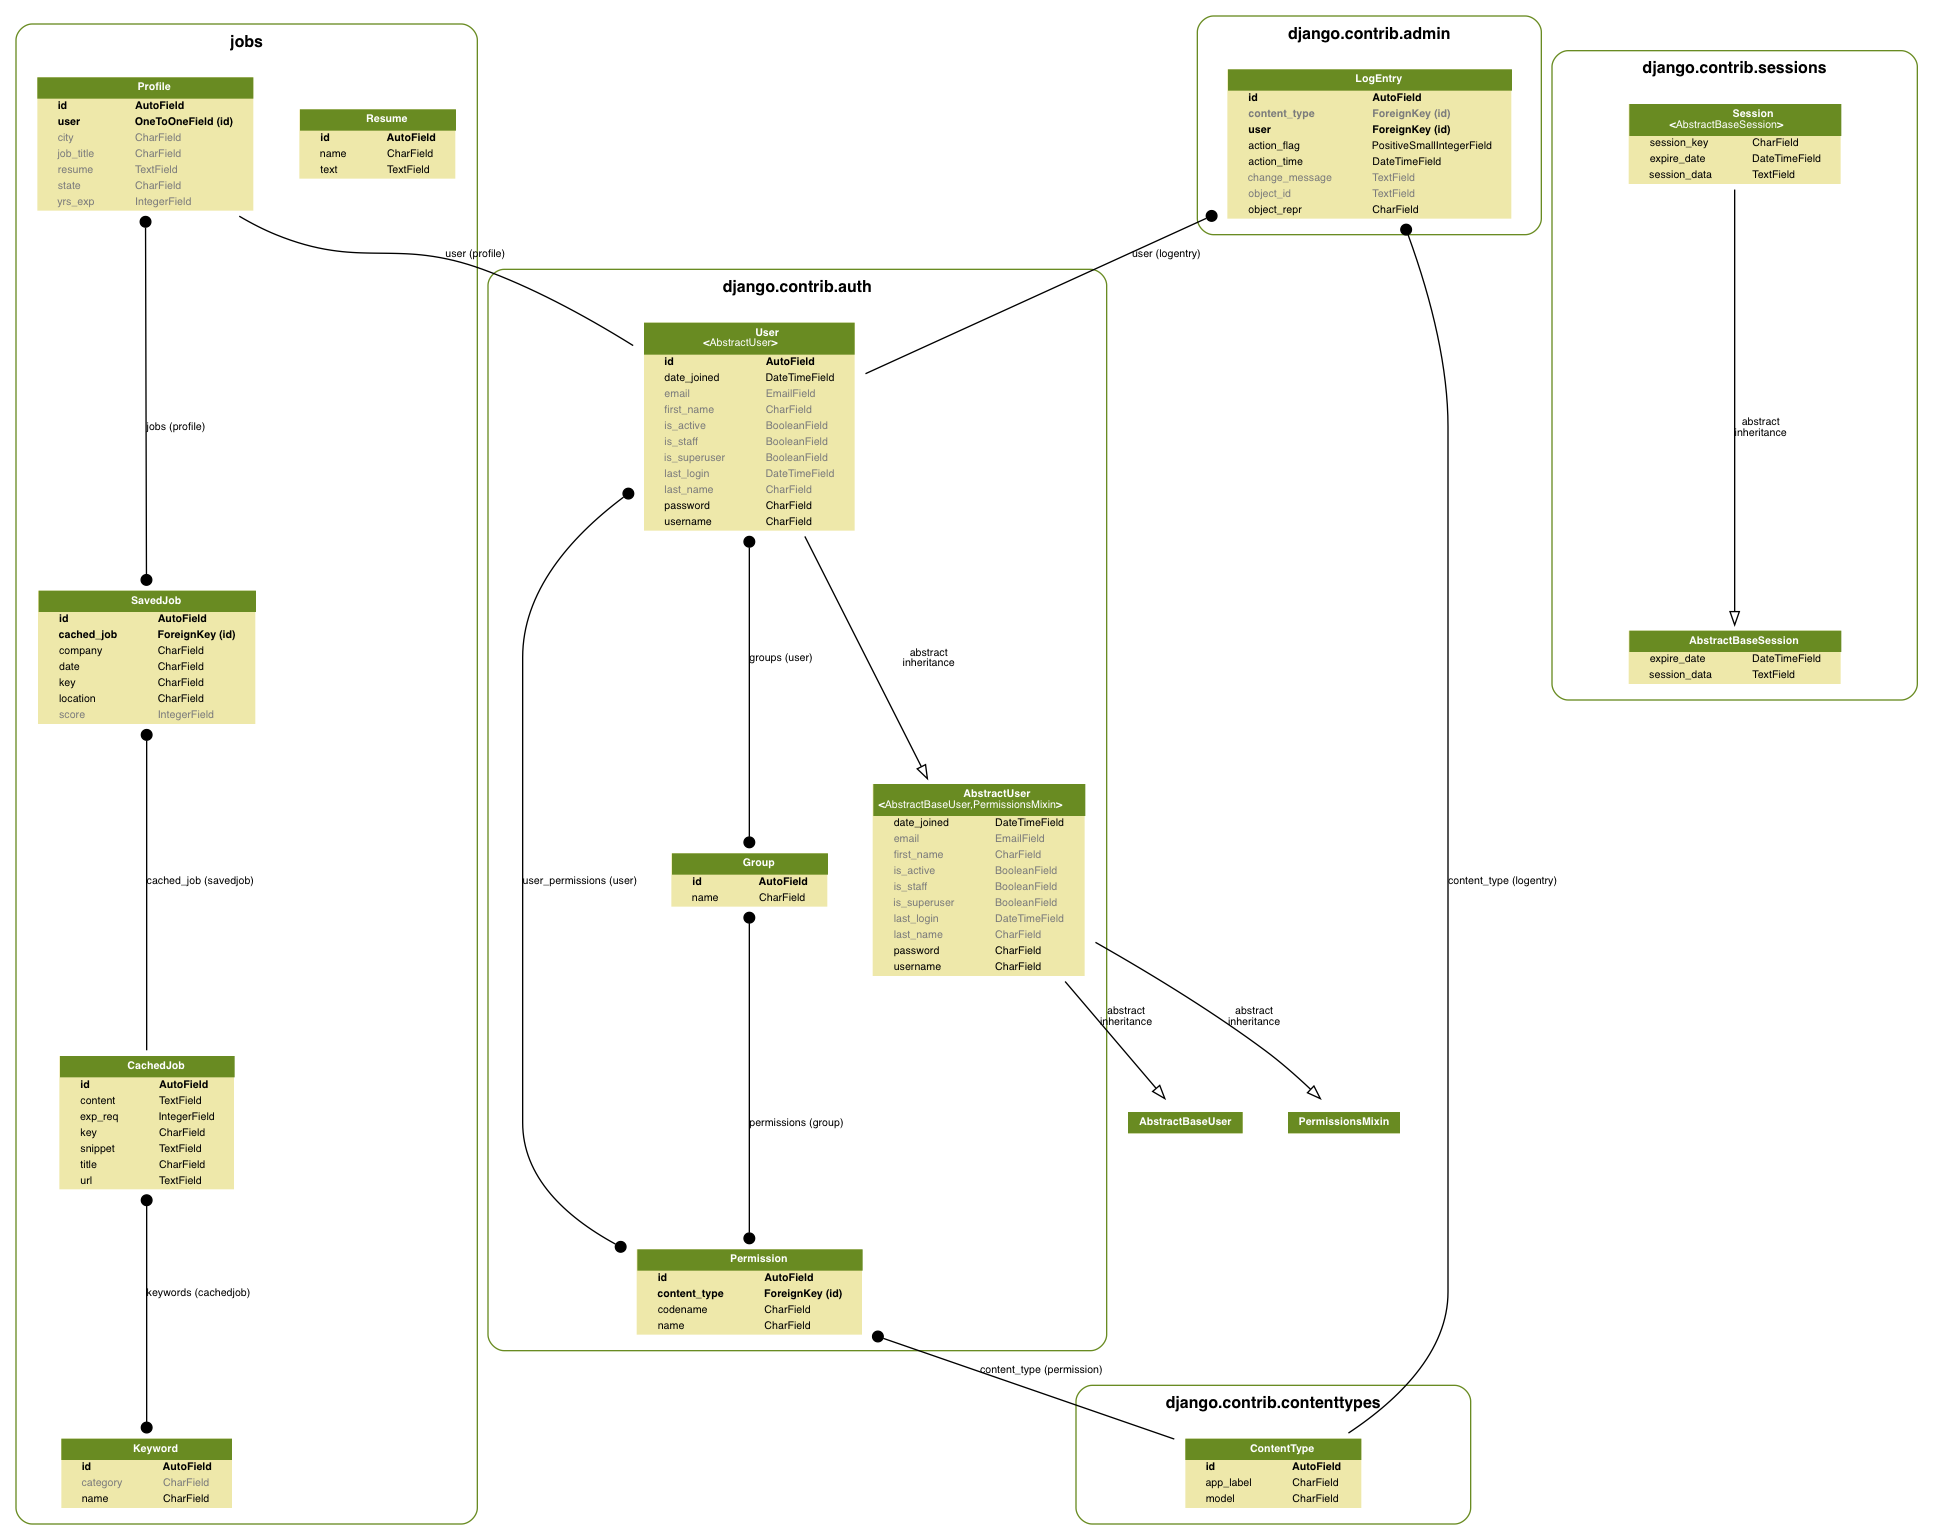 jobs
Profile
id AutoField
user OneToOneField (id)
city CharField
job_title CharField
resume TextField
state CharField
yrs_exp IntegerField
Resume
id AutoField
name CharField
text TextField
user (profile)
jobs (profile)
SavedJob
id AutoField
cached_job ForeignKey (id)
company CharField
date CharField
key CharField
location CharField
score IntegerField
cached_job (savedjob)
CachedJob
id AutoField
content TextField
exp_req IntegerField
key CharField
snippet TextField
title CharField
url TextField
keywords (cachedjob)
Keyword
id AutoField
category CharField
name CharField
django.contrib.auth
User
<AbstractUser>
id AutoField
date_joined DateTimeField
email EmailField
first_name CharField
is_active BooleanField
is_staff BooleanField
is_superuser BooleanField
last_login DateTimeField
last_name CharField
password CharField
username CharField
groups (user)
abstract
inheritance
user_permissions (user)
Group
id AutoField
name CharField
AbstractUser
<AbstractBaseUser,PermissionsMixin>
date_joined DateTimeField
email EmailField
first_name CharField
is_active BooleanField
is_staff BooleanField
is_superuser BooleanField
last_login DateTimeField
last_name CharField
password CharField
username CharField
abstract
inheritance
abstract
inheritance
AbstractBaseUser
PermissionsMixin
permissions (group)
Permission
id AutoField
content_type ForeignKey (id)
codename CharField
name CharField
content_type (permission)
django.contrib.admin
LogEntry
id AutoField
content_type ForeignKey (id)
user ForeignKey (id)
action_flag PositiveSmallIntegerField
action_time DateTimeField
change_message TextField
object_id TextField
object_repr CharField
user (logentry)
content_type (logentry)
django.contrib.contenttypes
ContentType
id AutoField
app_label CharField
model CharField
django.contrib.sessions
Session
<AbstractBaseSession>
session_key CharField
expire_date DateTimeField
session_data TextField
abstract
inheritance
AbstractBaseSession
expire_date DateTimeField
session_data TextField